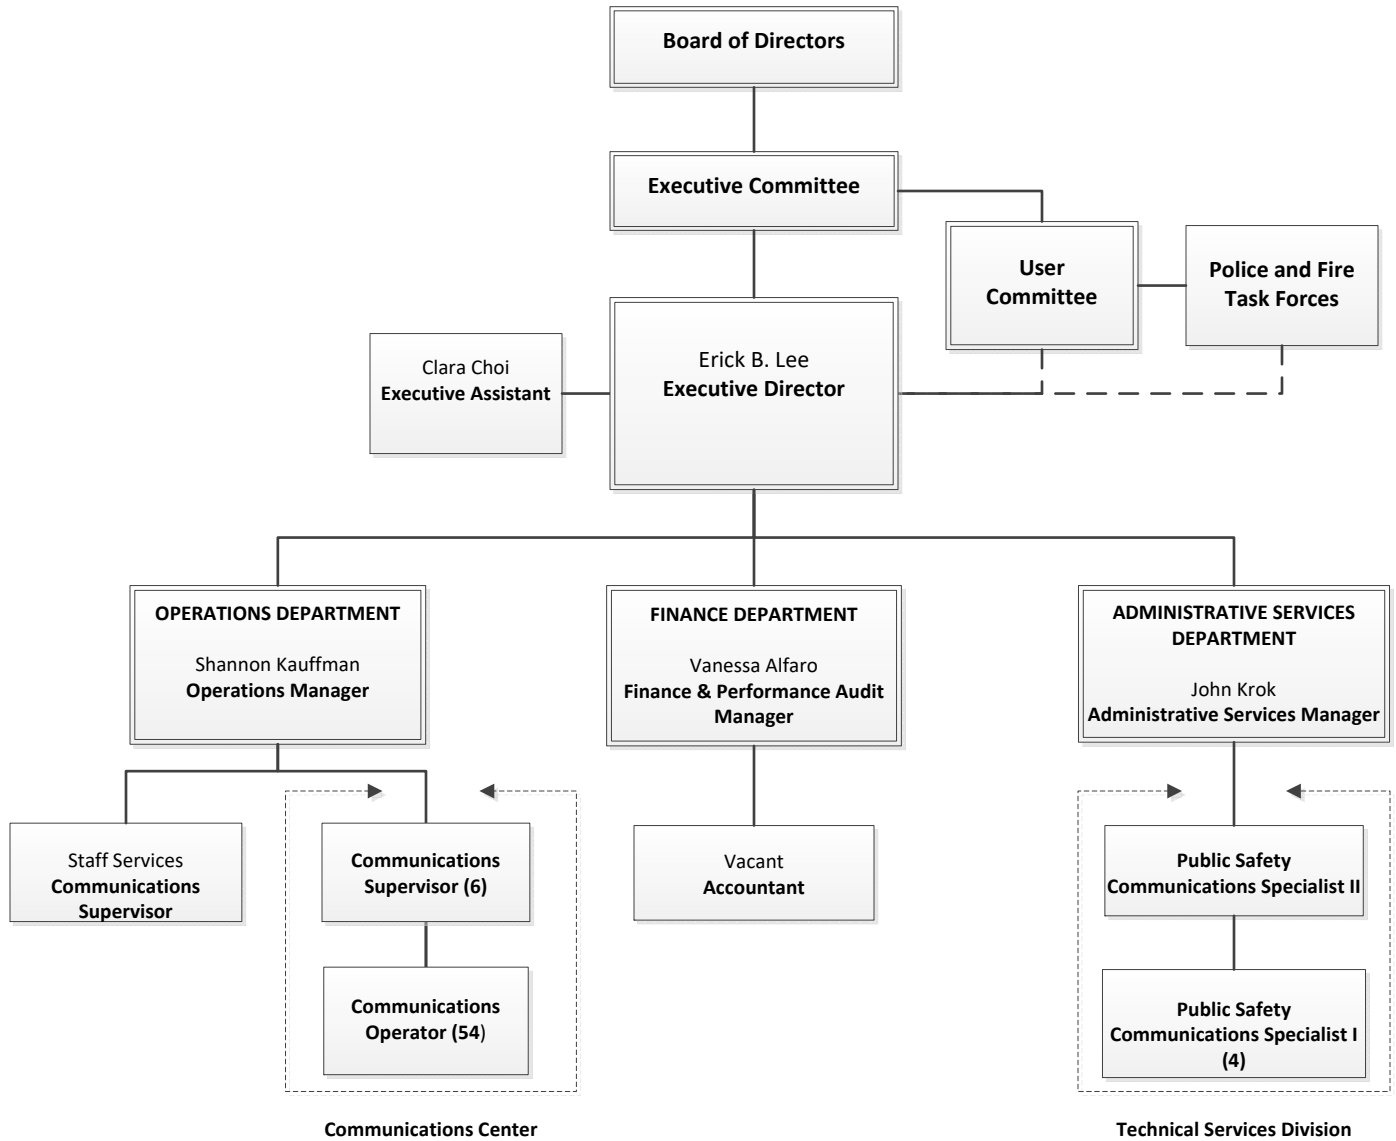 Board of Directors
Executive Committee
User
Committee
Police and Fire
Task Forces
Clara Choi
Executive Assistant
Erick B. Lee
Executive Director
OPERATIONS DEPARTMENT
Shannon Kauffman
Operations Manager
FINANCE DEPARTMENT
Vanessa Alfaro
Finance & Performance Audit
Manager
ADMINISTRATIVE SERVICES
DEPARTMENT
John Krok
Administrative Services Manager
Staff Services
Communications
Supervisor
Communications
Supervisor (6)
Vacant
Accountant
Public Safety
Communications Specialist II
Communications
Operator (54)
Public Safety
Communications Specialist I
(4)
Communications Center
Technical Services Division